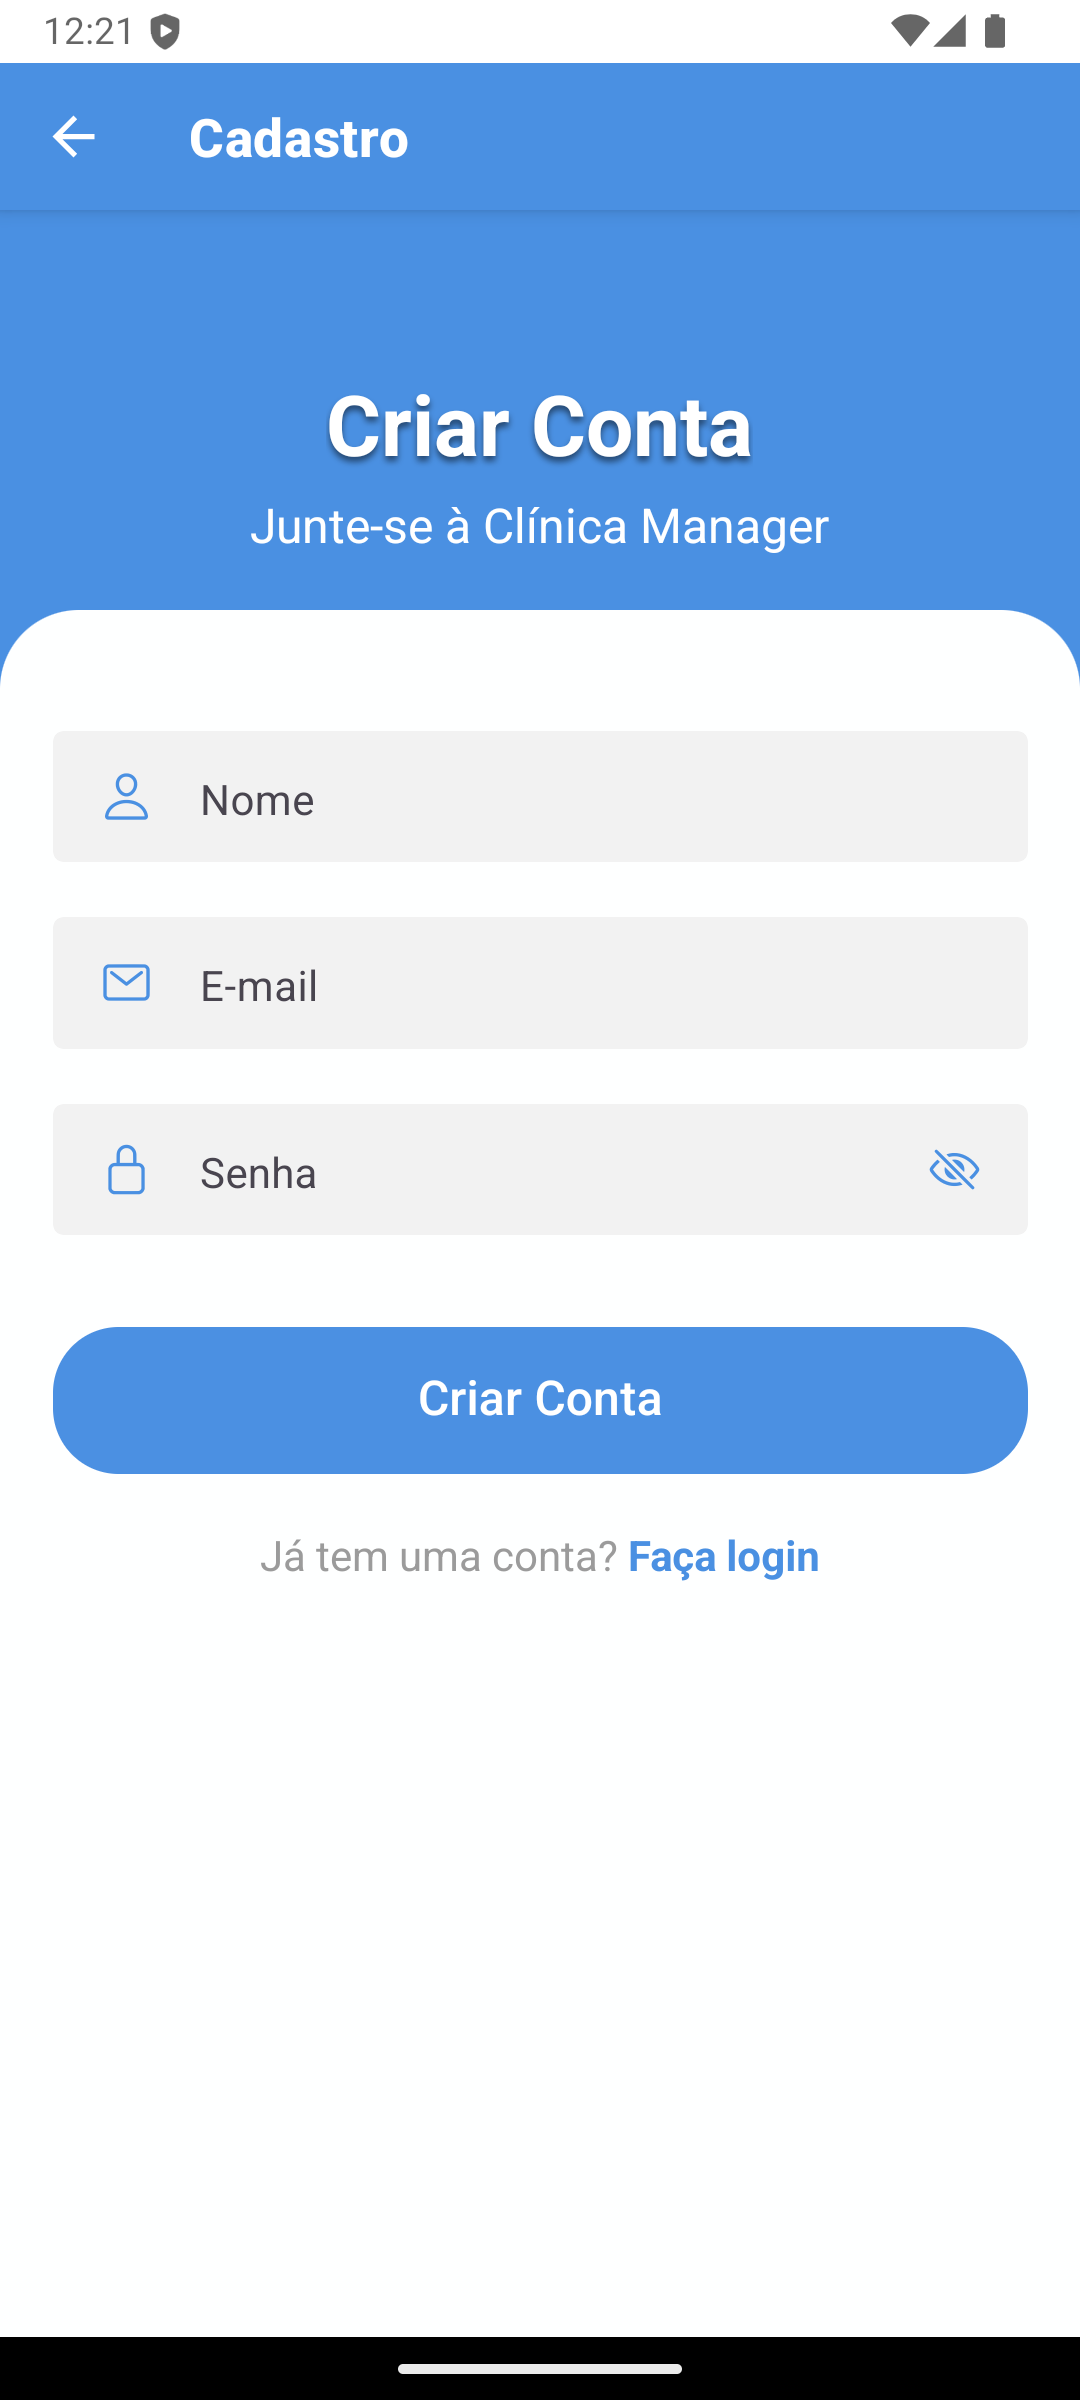 12:21
Cadastro
Criar Conta
Junte-se à Clínica Manager
Nome
E-mail
Senha
Criar Conta
Já tem uma conta? Faça login